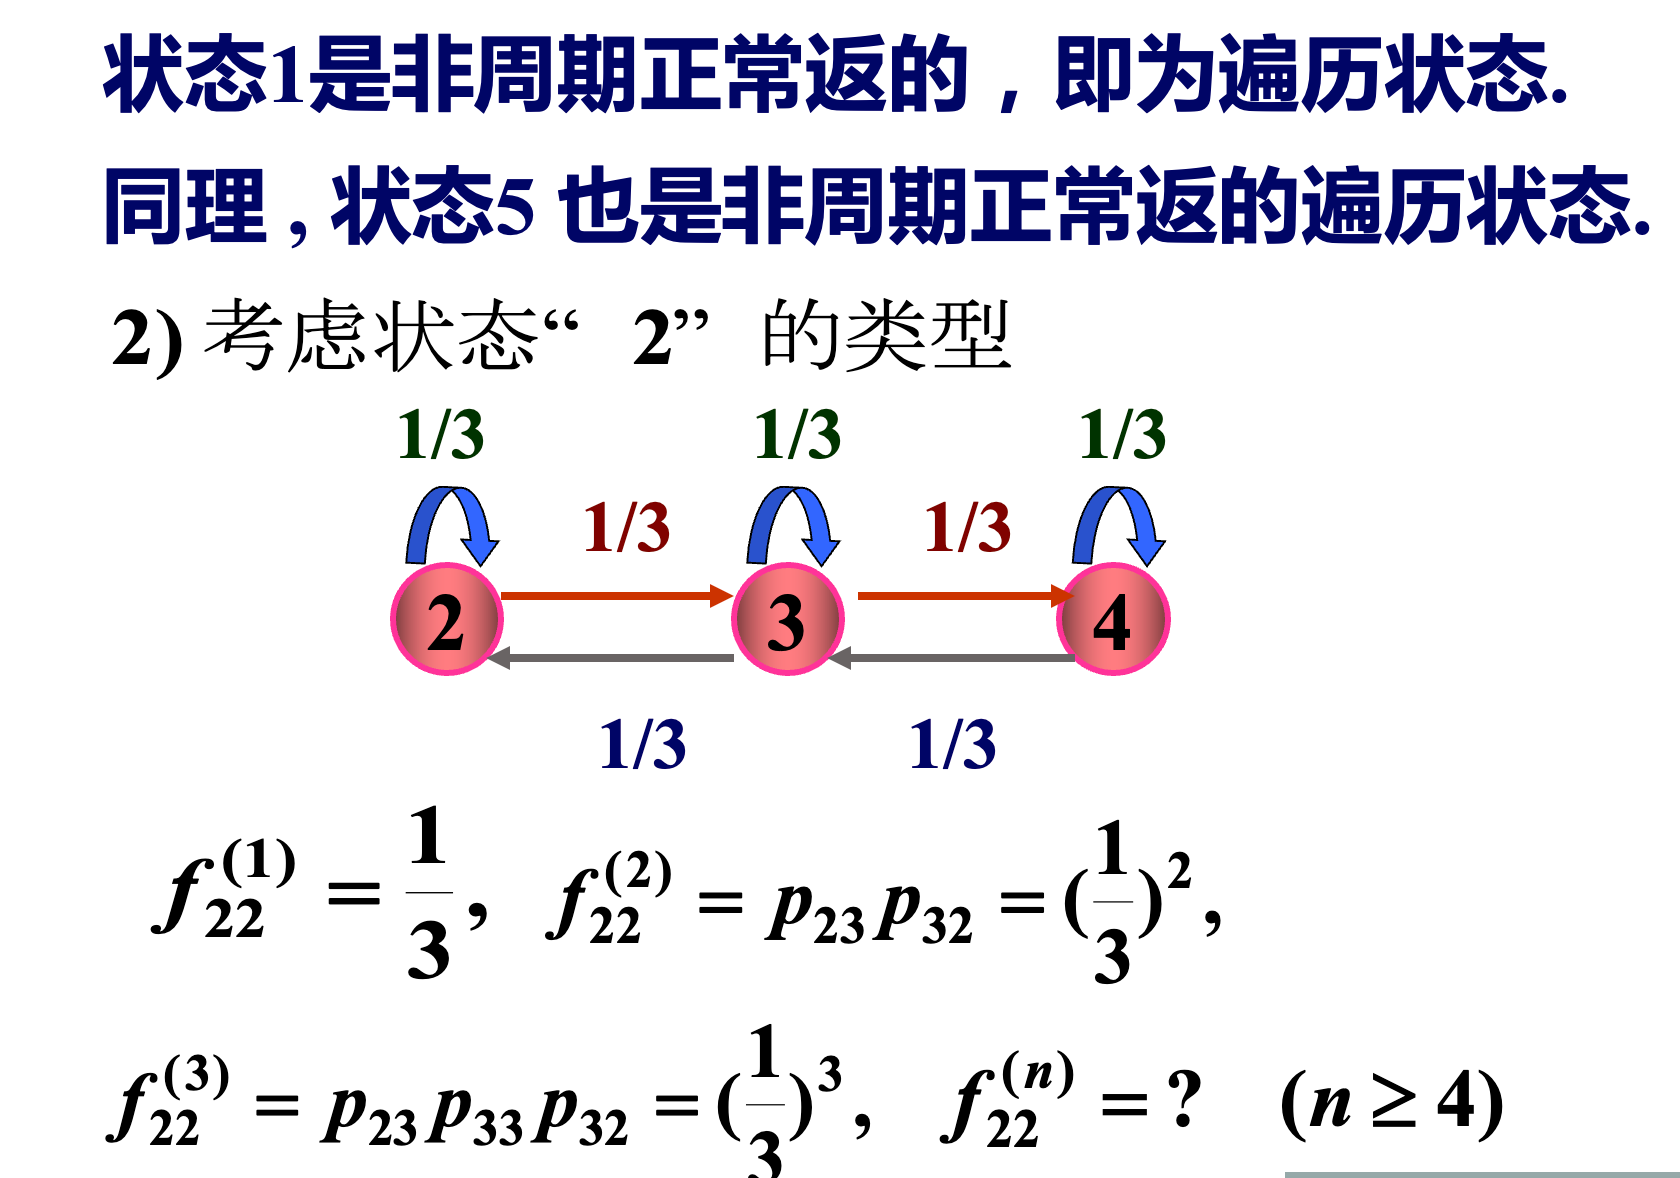 状态1是非周期正常返的，即为遍历状态.
同理 , 状态5 也是非周期正常返的遍历状态.
2) 考虑状态“ 2” 的类型
1/3 1/3 1/3
1/3 1/3
2 3 4
1/3 1/3
f_{22}^{(1)} = \frac{1}{3}, f_{22}^{(2)} = p_{23} p_{32} = (\frac{1}{3})^2,
f_{22}^{(3)} = p_{23} p_{33} p_{32} = (\frac{1}{3})^3, f_{22}^{(n)} = ? (n ≥ 4)